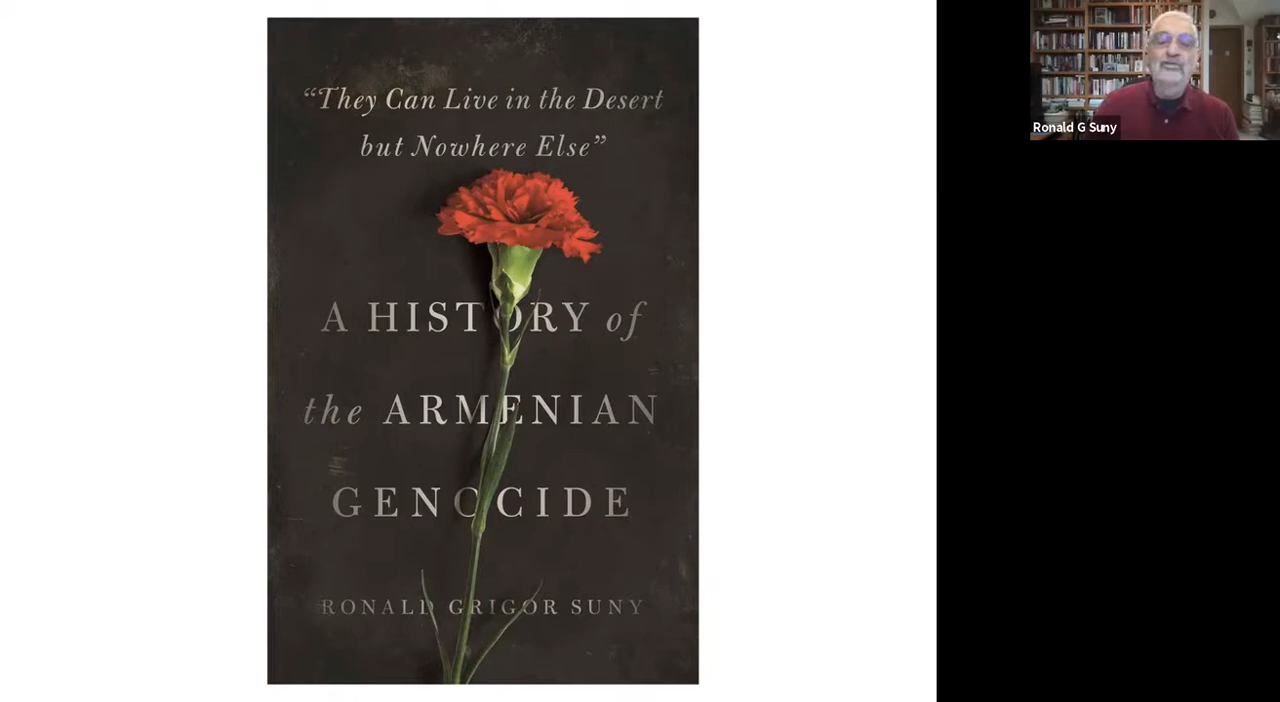 “They Can Live in the Desert
but Nowhere Else”
A HISTORY of
the ARMENIAN
GENOCIDE
RONALD GRIGOR SUNY
Ronald G Suny